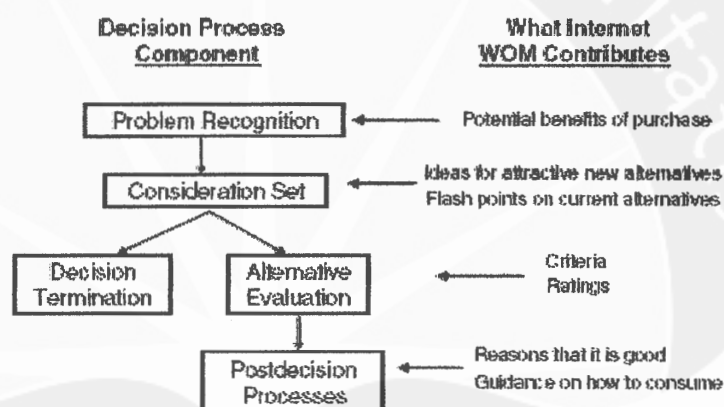 Decision Process
Component
What Internet
WOM Contributes
Problem Recognition
Potential benefits of purchase
Consideration Set
Ideas for attractive new alternatives
Flash points on current alternatives
Decision
Termination
Alternative
Evaluation
Criteria
Ratings
Postdecision
Processes
Reasons that it is good
Guidance on how to consume